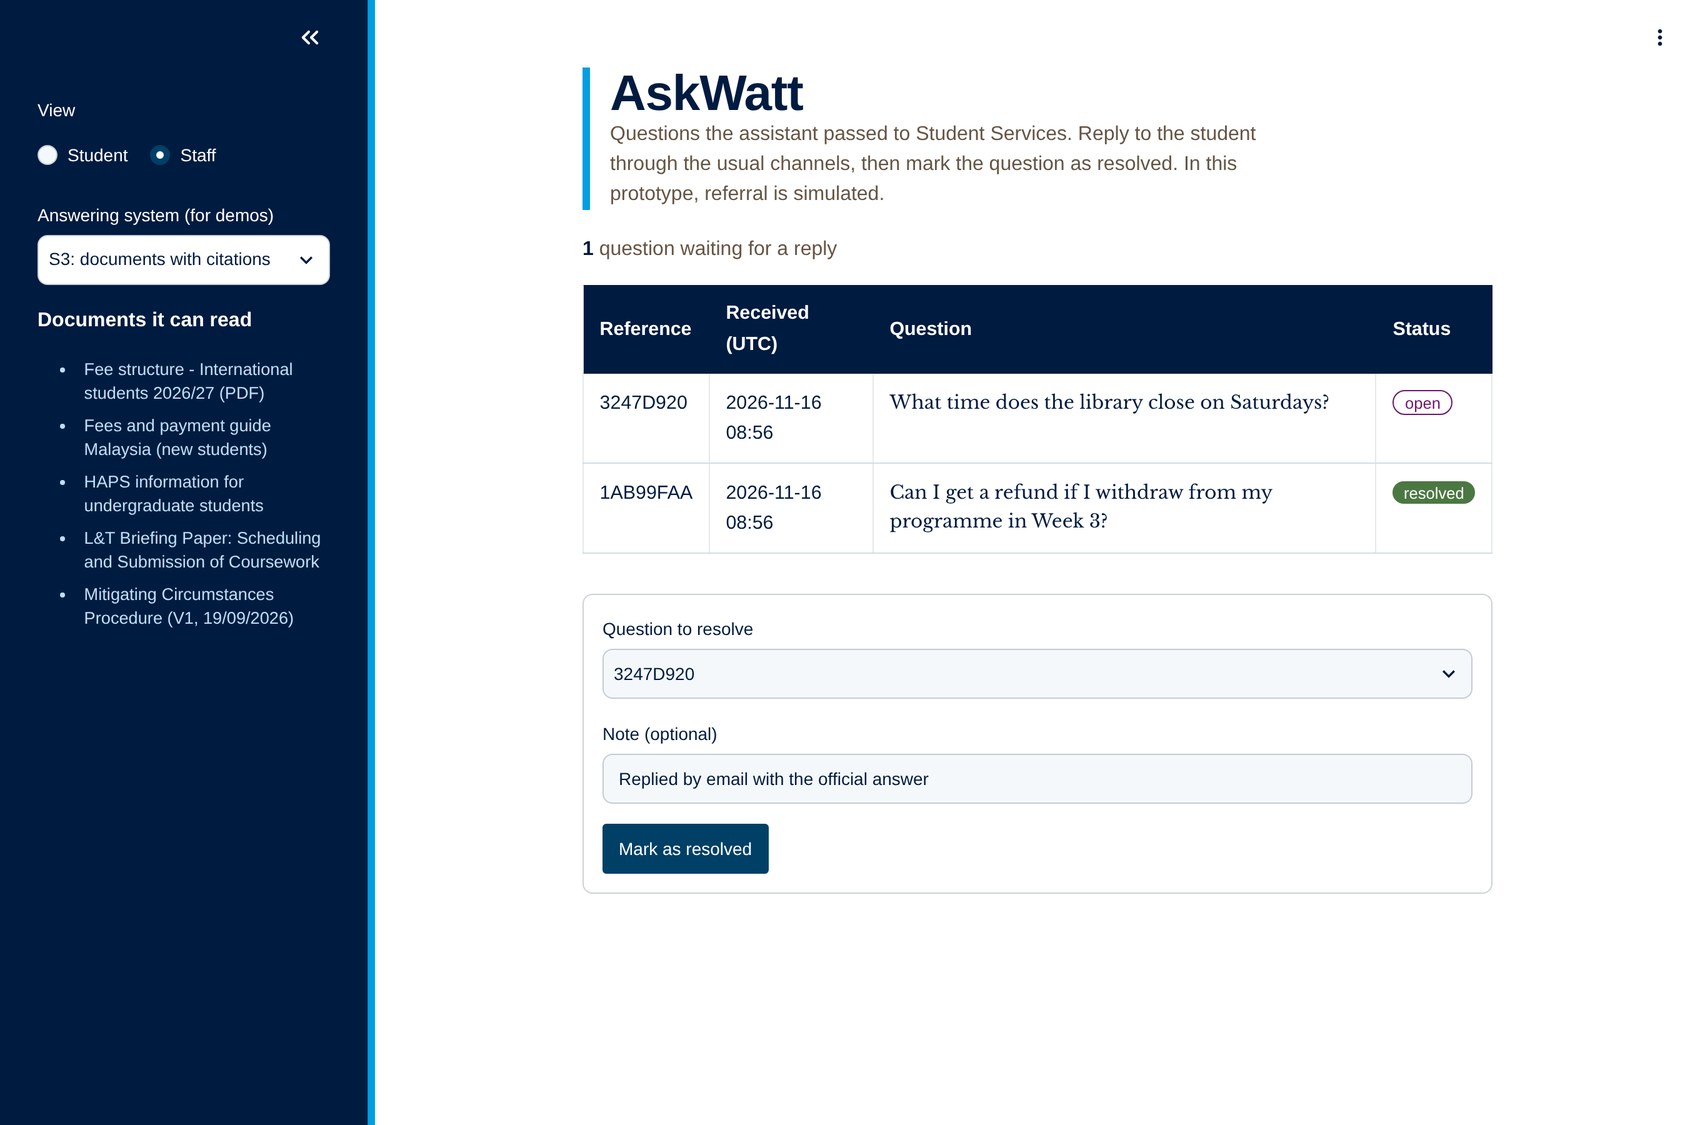 View
Student
Staff
Answering system (for demos)
S3: documents with citations
Documents it can read
Fee structure - International
students 2026/27 (PDF)
Fees and payment guide
Malaysia (new students)
HAPS information for
undergraduate students
L&T Briefing Paper: Scheduling
and Submission of Coursework
Mitigating Circumstances
Procedure (V1, 19/09/2026)
AskWatt
Questions the assistant passed to Student Services. Reply to the student
through the usual channels, then mark the question as resolved. In this
prototype, referral is simulated.
1 question waiting for a reply
Reference
Received
(UTC)
Question
Status
3247D920
2026-11-16
08:56
What time does the library close on Saturdays?
open
1AB99FAA
2026-11-16
08:56
Can I get a refund if I withdraw from my
programme in Week 3?
resolved
Question to resolve
3247D920
Note (optional)
Replied by email with the official answer
Mark as resolved